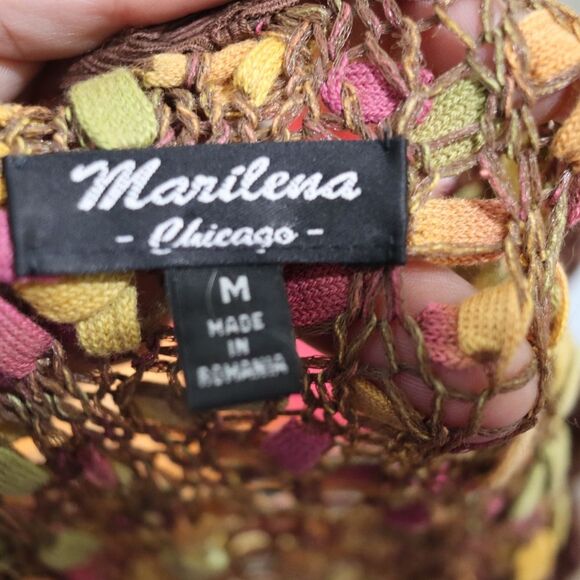 Marilena
- Chicago -
M
MADE
IN
ROMANIA